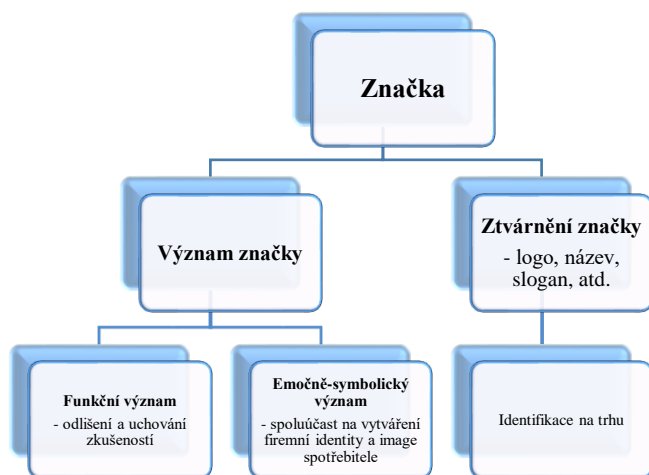 Značka
Význam značky
Ztvárnění značky
- logo, název,
slogan, atd.
Funkční význam
- odlišení a uchování
zkušeností
Emočně-symbolický
význam
- spoluúčast na vytváření
firemní identity a image
spotřebitele
Identifikace na trhu